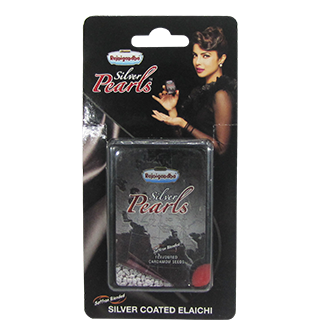 Rajnigandha
Silver
Pearls
Rajnigandha
Silver
Pearls
Saffron Blended
FLAVOURED
CARDAMOM SEEDS
Saffron Blended
SILVER COATED ELAICHI